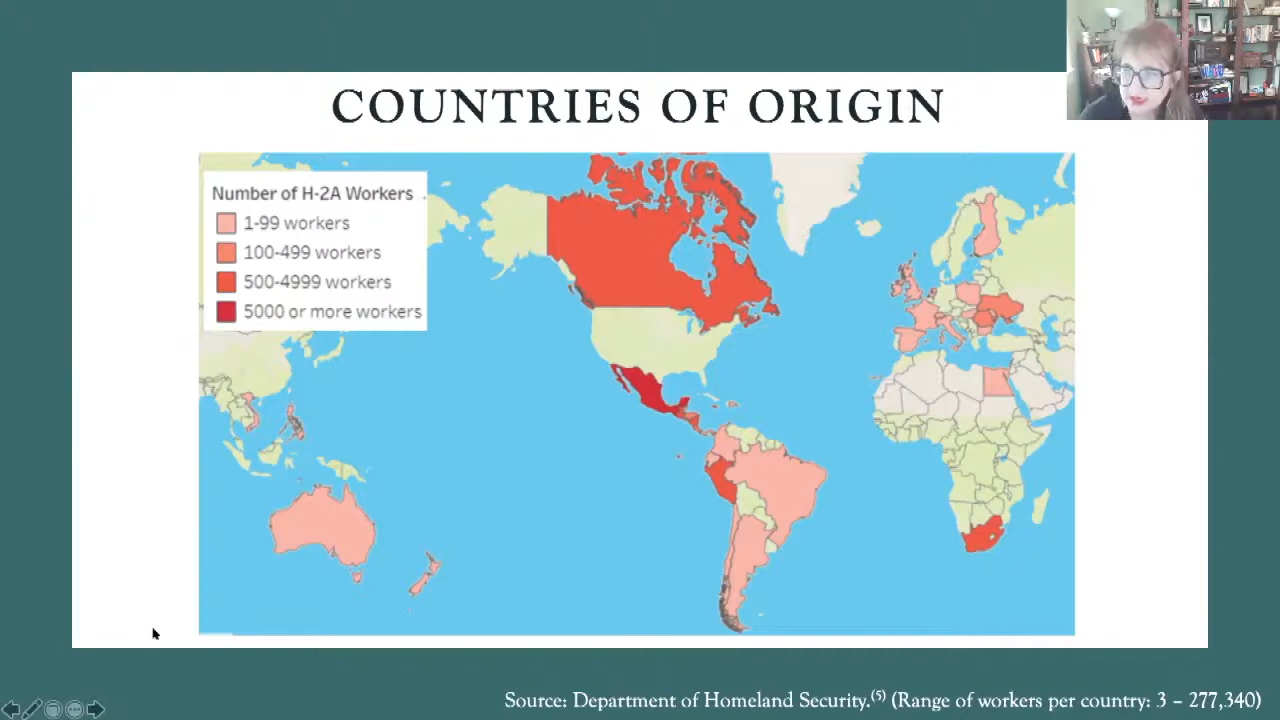 COUNTRIES OF ORIGIN
Number of H-2A Workers
1-99 workers
100-499 workers
500-4999 workers
5000 or more workers
Source: Department of Homeland Security.(5) (Range of workers per country: 3 – 277,340)